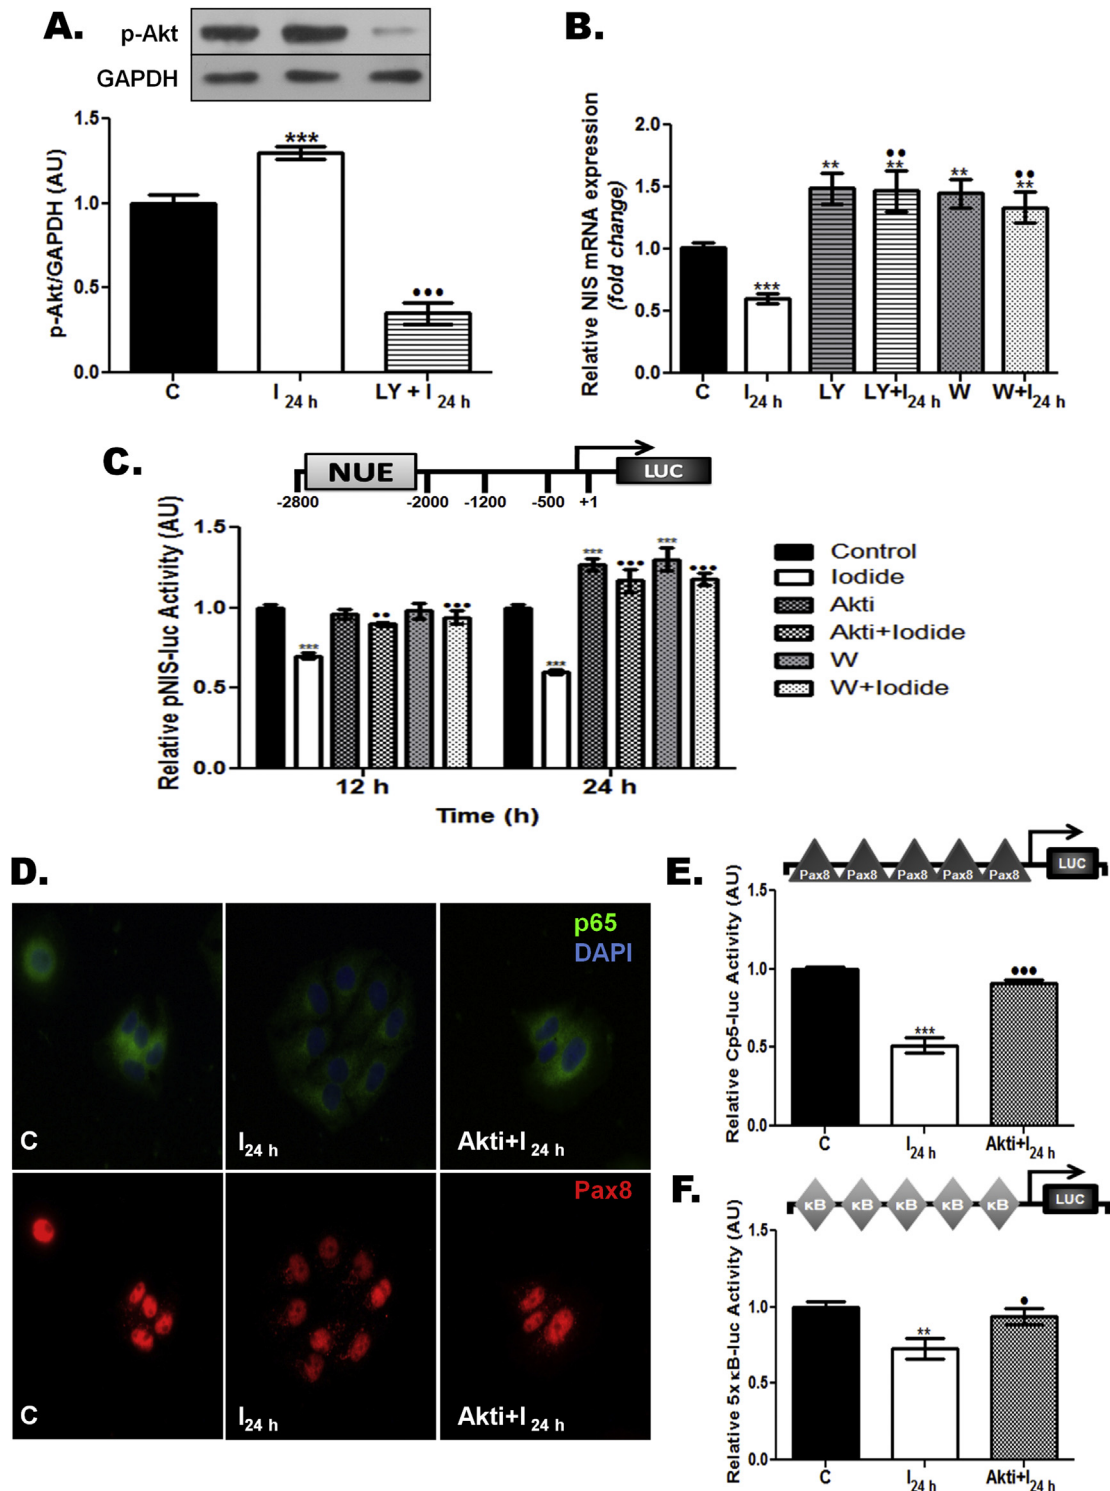 A.
p-Akt
GAPDH
p-Akt/GAPDH (AU)
1.5
1.0
0.5
0.0
***
•••
C
I 24 h
LY + I 24 h
B.
Relative NIS mRNA expression
(fold change)
2.0
1.5
1.0
0.5
0.0
***
**
••
**
**
••
**
C
I24 h
LY
LY+I24 h
W
W+I24 h
C.
NUE
LUC
-2800
-2000
-1200
-500
+1
Relative pNIS-luc Activity (AU)
1.5
1.0
0.5
0.0
***
••
•••
***
***
•••
***
•••
12 h
24 h
Time (h)
Control
Iodide
Akti
Akti+Iodide
W
W+Iodide
D.
p65
DAPI
C
I24 h
Akti+I 24 h
Pax8
C
I24 h
Akti+I 24 h
E.
Pax8 Pax8 Pax8 Pax8 Pax8
LUC
Relative Cp5-luc Activity (AU)
1.5
1.0
0.5
0.0
***
•••
C
I24 h
Akti+I24 h
F.
κB κB κB κB κB
LUC
Relative 5x κB-luc Activity (AU)
1.5
1.0
0.5
0.0
**
•
C
I24 h
Akti+I24 h